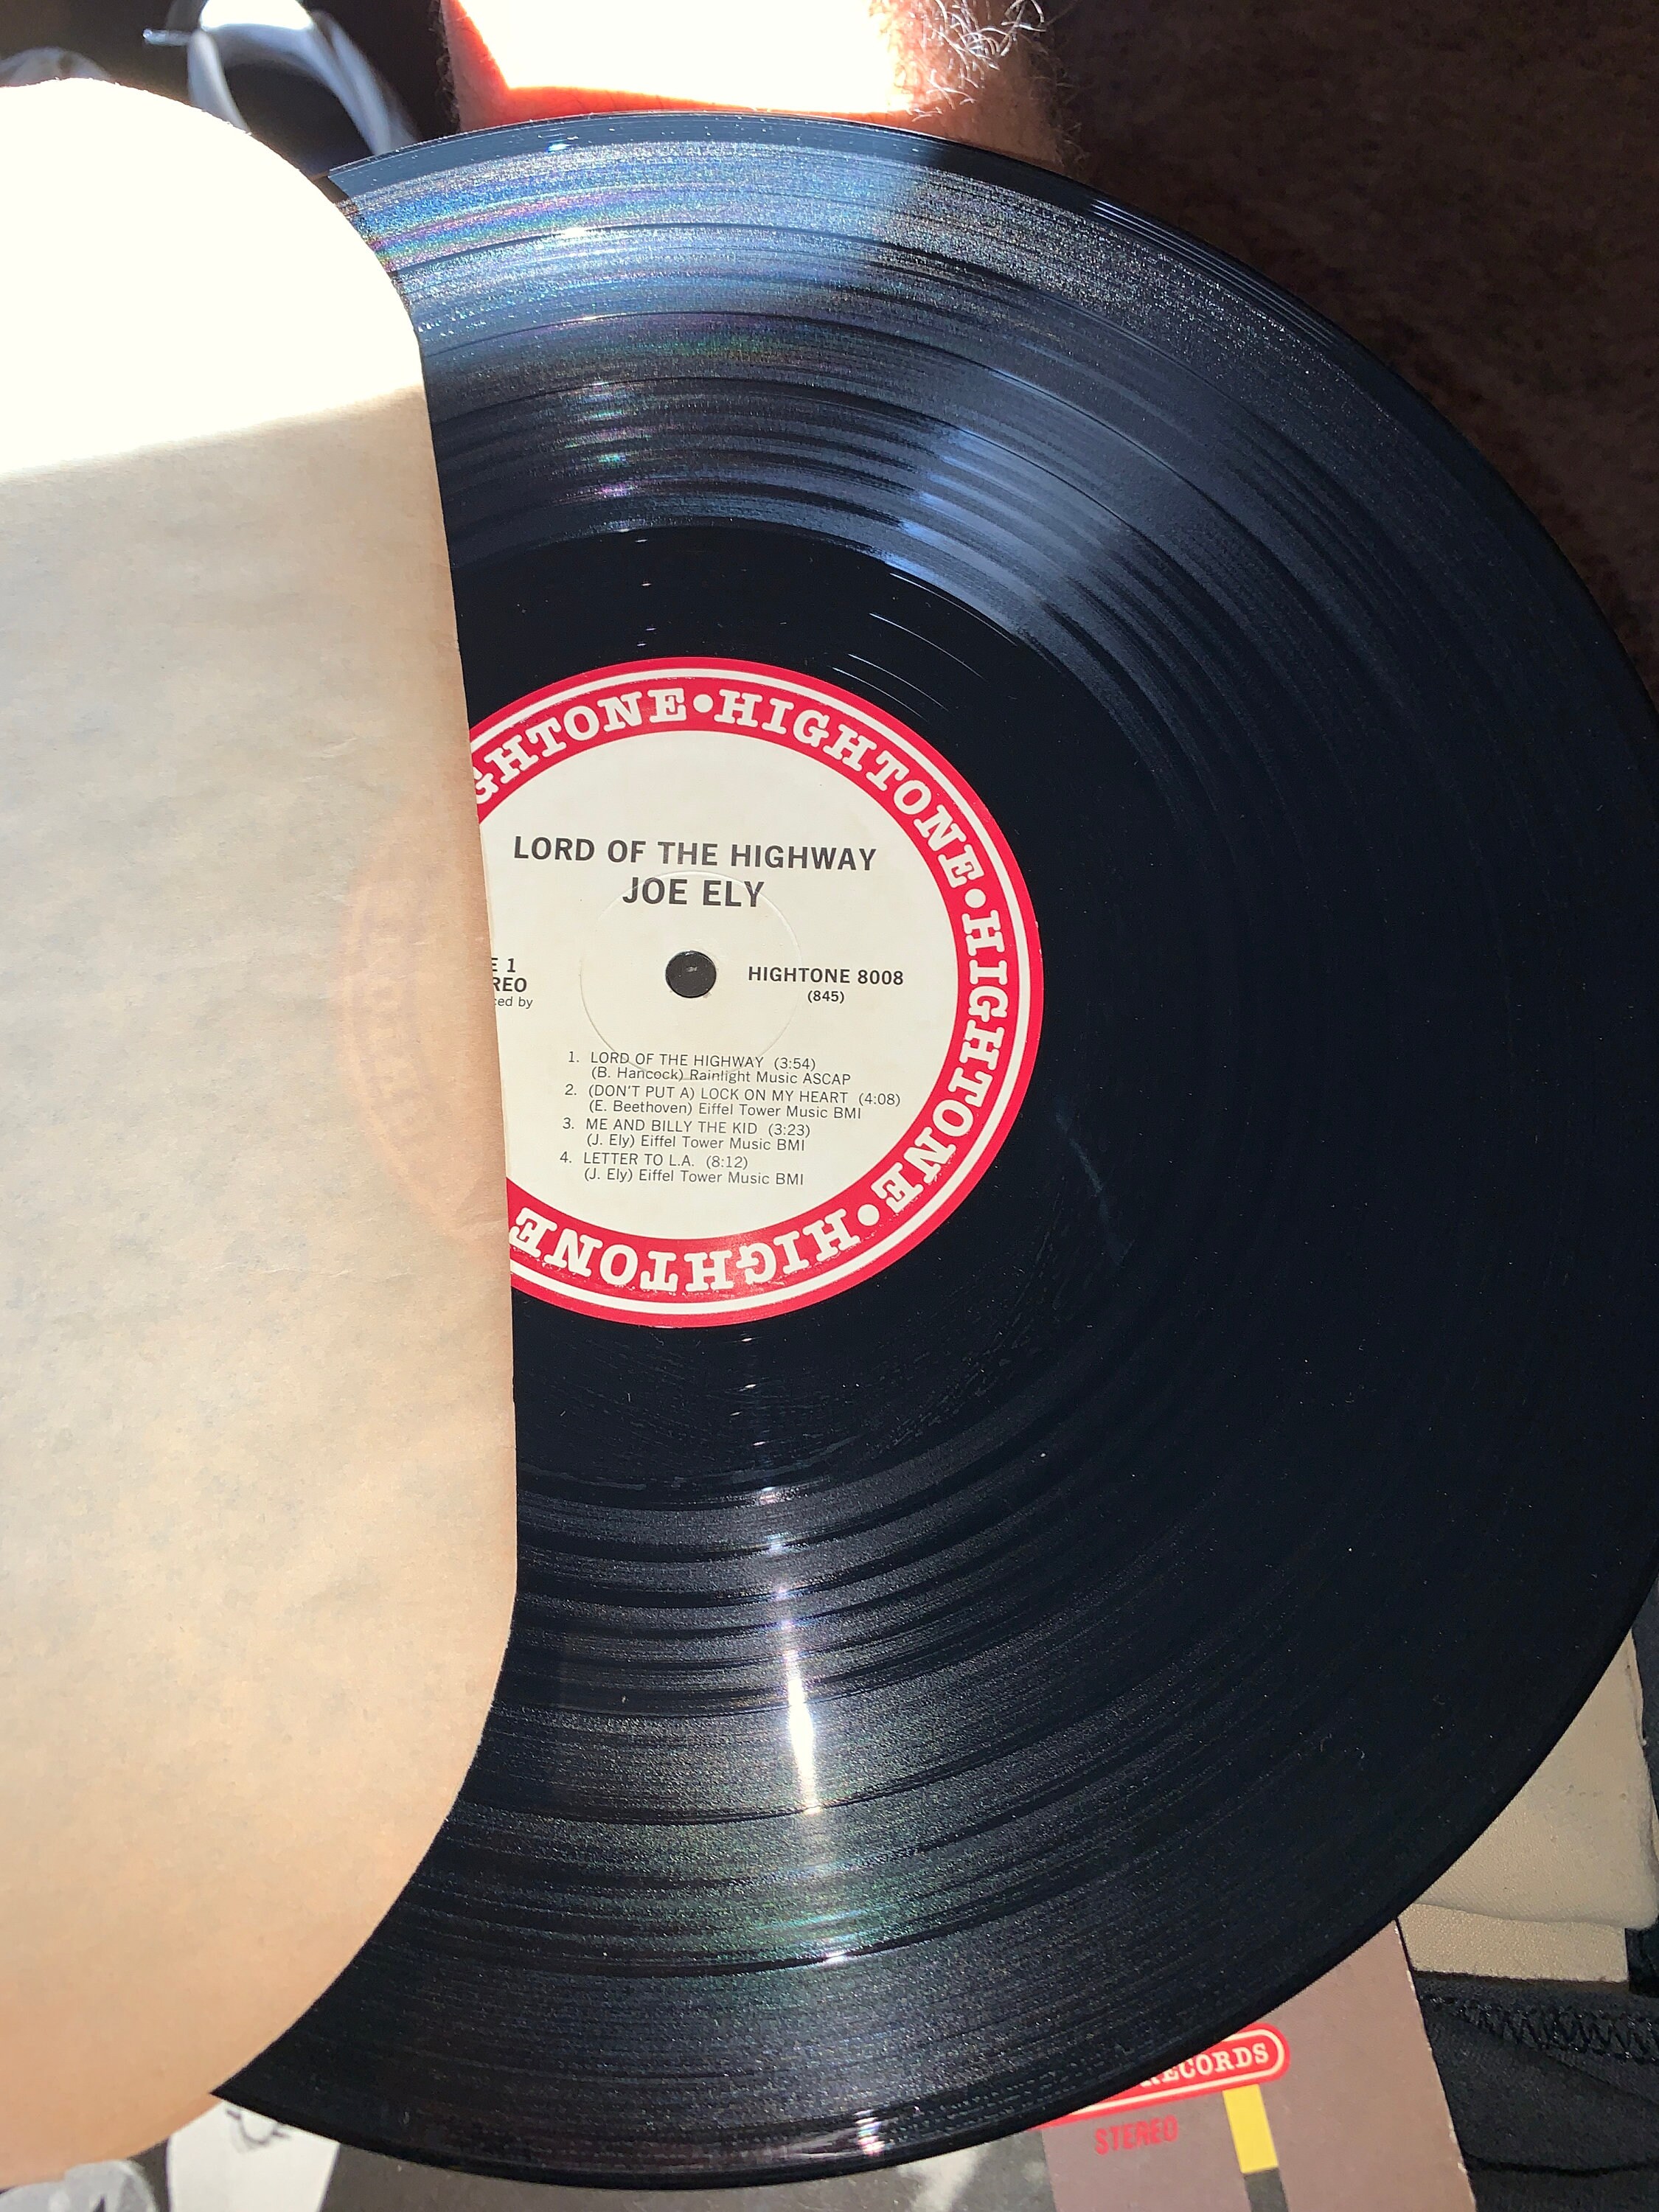 GHTONE • HIGHTONE • HIGHTONE • HIGHTONE • HIGHTONE
LORD OF THE HIGHWAY
JOE ELY
E 1
REO
ced by
HIGHTONE 8008
(845)
1. LORD OF THE HIGHWAY (3:54)
(B. Hancock) Rainlight Music ASCAP
2. (DON'T PUT A) LOCK ON MY HEART (4:08)
(E. Beethoven) Eiffel Tower Music BMI
3. ME AND BILLY THE KID (3:23)
(J. Ely) Eiffel Tower Music BMI
4. LETTER TO L.A. (8:12)
(J. Ely) Eiffel Tower Music BMI
RECORDS
STEREO